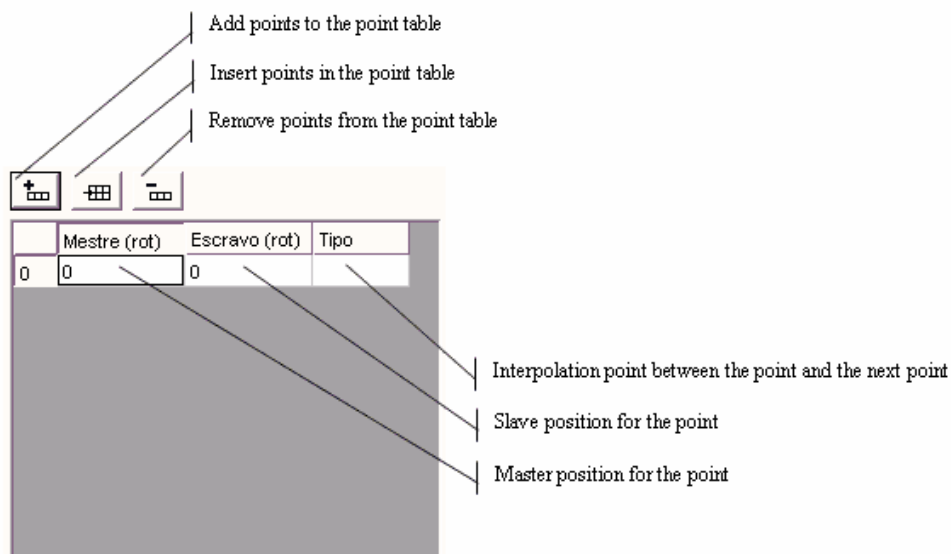 Add points to the point table
Insert points in the point table
Remove points from the point table
Mestre (rot) Escravo (rot) Tipo
0 0 0
Interpolation point between the point and the next point
Slave position for the point
Master position for the point